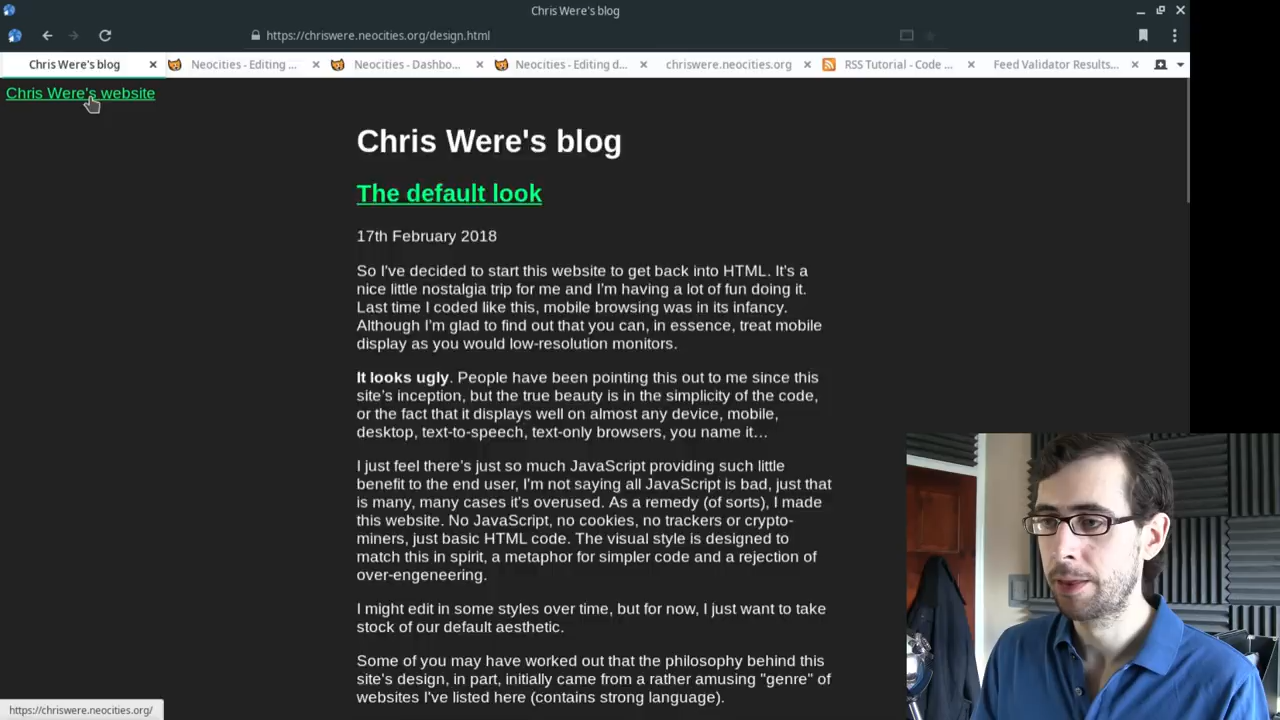 Chris Were's blog
https://chriswere.neocities.org/design.html
Chris Were's blog
Neocities - Editing ...
Neocities - Dashbo...
Neocities - Editing d...
chriswere.neocities.org
RSS Tutorial - Code ...
Feed Validator Results...
Chris Were's website
Chris Were's blog
The default look
17th February 2018
So I've decided to start this website to get back into HTML. It's a
nice little nostalgia trip for me and I'm having a lot of fun doing it.
Last time I coded like this, mobile browsing was in its infancy.
Although I'm glad to find out that you can, in essence, treat mobile
display as you would low-resolution monitors.
It looks ugly. People have been pointing this out to me since this
site's inception, but the true beauty is in the simplicity of the code,
or the fact that it displays well on almost any device, mobile,
desktop, text-to-speech, text-only browsers, you name it…
I just feel there's just so much JavaScript providing such little
benefit to the end user, I'm not saying all JavaScript is bad, just that
is many, many cases it's overused. As a remedy (of sorts), I made
this website. No JavaScript, no cookies, no trackers or crypto-
miners, just basic HTML code. The visual style is designed to
match this in spirit, a metaphor for simpler code and a rejection of
over-engeneering.
I might edit in some styles over time, but for now, I just want to take
stock of our default aesthetic.
Some of you may have worked out that the philosophy behind this
site's design, in part, initially came from a rather amusing "genre" of
websites I've listed here (contains strong language).
https://chriswere.neocities.org/